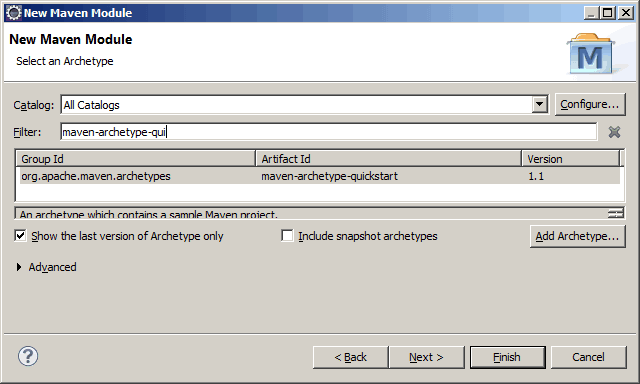 New Maven Module
New Maven Module
Select an Archetype
M
Catalog: All Catalogs Configure...
Filter: maven-archetype-qui
Group Id Artifact Id Version
org.apache.maven.archetypes maven-archetype-quickstart 1.1
An archetype which contains a sample Maven project.
Show the last version of Archetype only Include snapshot archetypes Add Archetype...
Advanced
? < Back Next > Finish Cancel